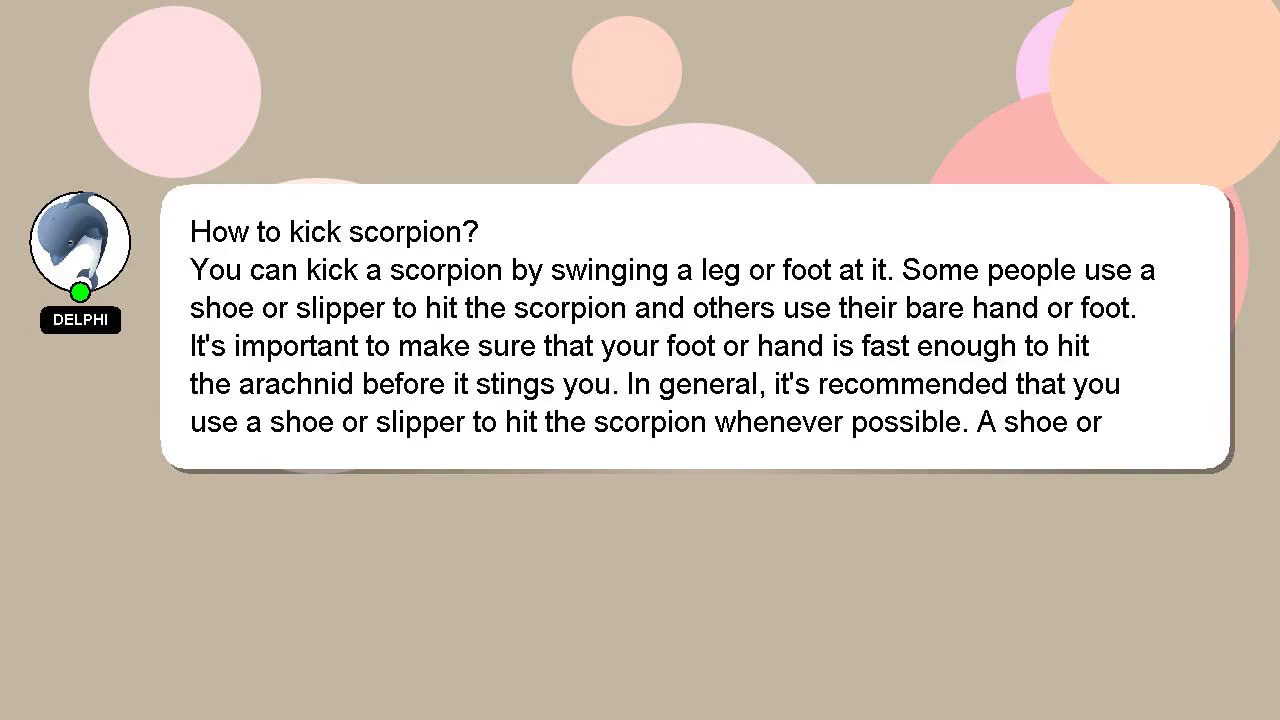 How to kick scorpion?
You can kick a scorpion by swinging a leg or foot at it. Some people use a
shoe or slipper to hit the scorpion and others use their bare hand or foot.
It's important to make sure that your foot or hand is fast enough to hit
the arachnid before it stings you. In general, it's recommended that you
use a shoe or slipper to hit the scorpion whenever possible. A shoe or
DELPHI